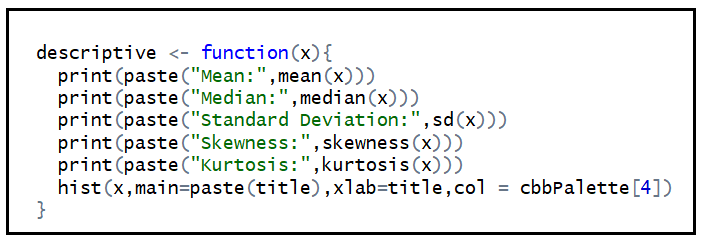 descriptive <- function(x){
  print(paste("Mean:",mean(x)))
  print(paste("Median:",median(x)))
  print(paste("Standard Deviation:",sd(x)))
  print(paste("Skewness:",skewness(x)))
  print(paste("Kurtosis:",kurtosis(x)))
  hist(x,main=paste(title),xlab=title,col = cbbPalette[4])
}